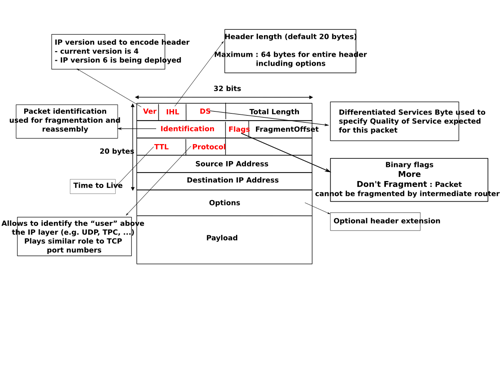 IP version used to encode header
- current version is 4
- IP version 6 is being deployed
Header length (default 20 bytes)
Maximum : 64 bytes for entire header
including options
32 bits
Ver IHL DS Total Length
Packet identification
used for fragmentation and
reassembly
Differentiated Services Byte used to
specify Quality of Service expected
for this packet
Identification Flags FragmentOffset
TTL Protocol
20 bytes
Source IP Address
Binary flags
More
Don't Fragment : Packet
cannot be fragmented by intermediate router
Destination IP Address
Time to Live
Options
Optional header extension
Allows to identify the “user” above
the IP layer (e.g. UDP, TPC, ...)
Plays similar role to TCP
port numbers
Payload